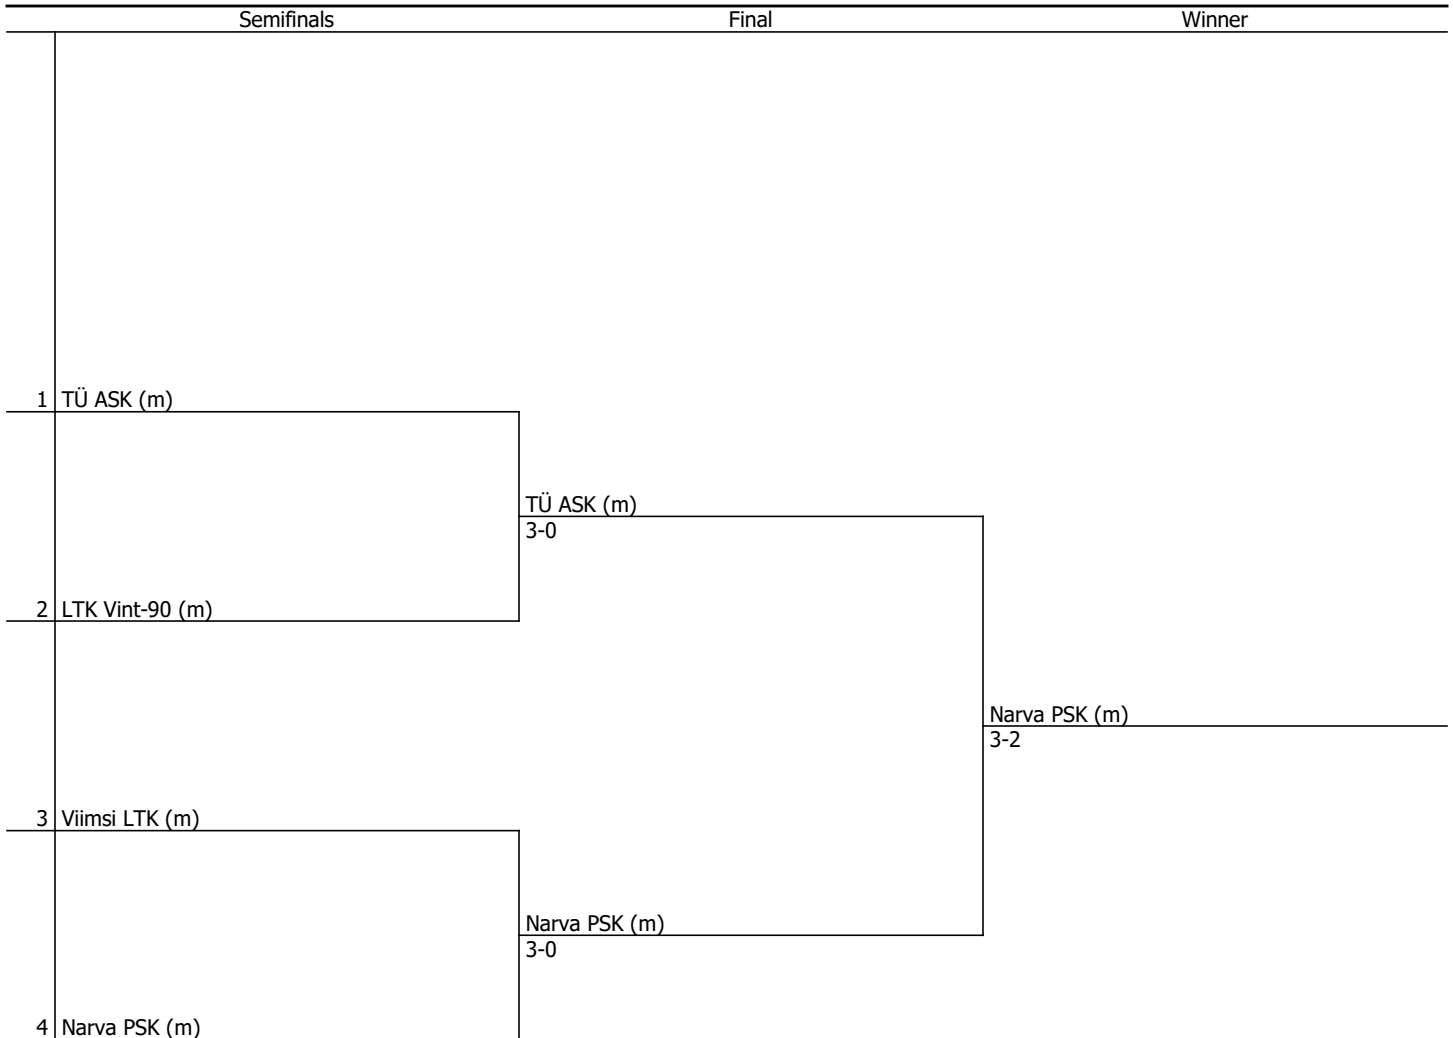 Semifinals Final Winner
1 TÜ ASK (m)
TÜ ASK (m)
3-0
2 LTK Vint-90 (m)
Narva PSK (m)
3-2
3 Viimsi LTK (m)
Narva PSK (m)
3-0
4 Narva PSK (m)